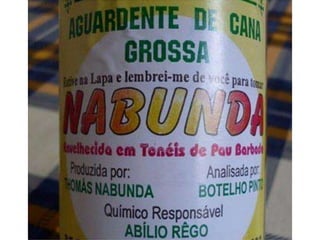 AGUARDENTE DE CANA
GROSSA
Estive na Lapa e lembrei-me de você para tomar
NABUNDA
Envelhecida em Tonéis de Pau Barbado
Produzida por: Analisada por:
THOMÁS NABUNDA BOTELHO PINTO
Químico Responsável
ABÍLIO RÊGO